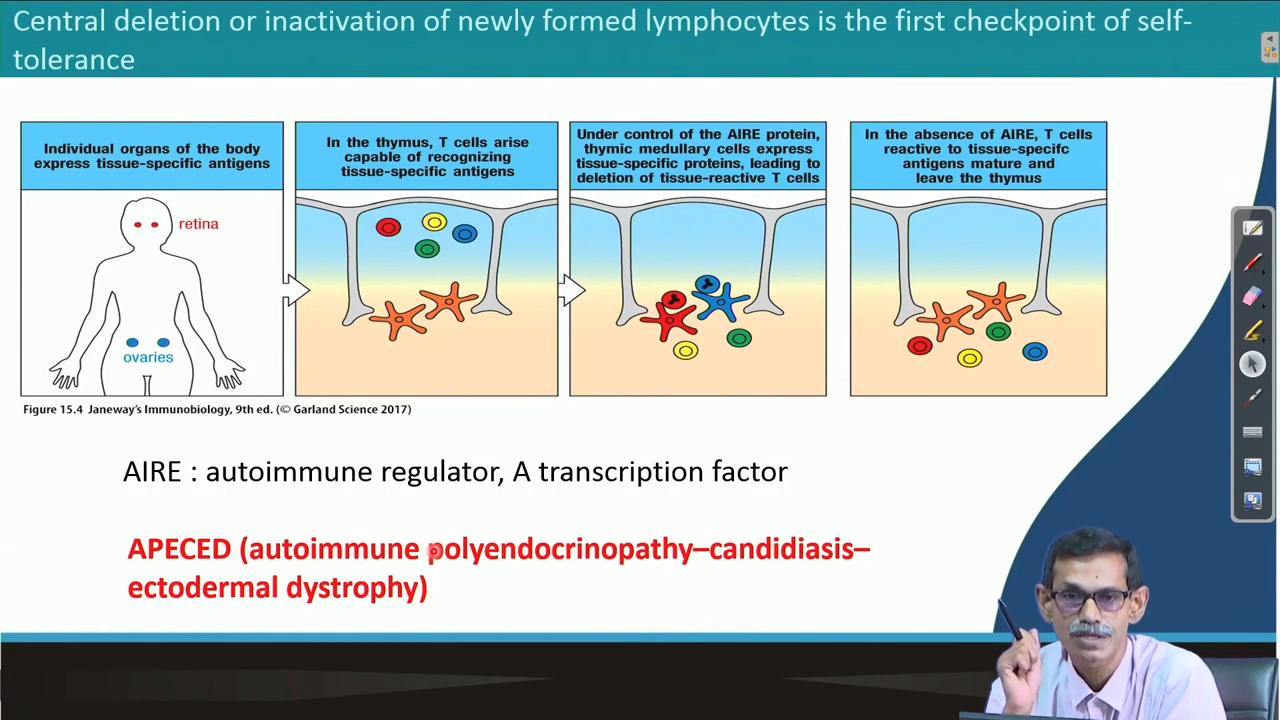 Central deletion or inactivation of newly formed lymphocytes is the first checkpoint of self-
tolerance
Individual organs of the body
express tissue-specific antigens
retina
ovaries
In the thymus, T cells arise
capable of recognizing
tissue-specific antigens
Under control of the AIRE protein,
thymic medullary cells express
tissue-specific proteins, leading to
deletion of tissue-reactive T cells
In the absence of AIRE, T cells
reactive to tissue-specifc
antigens mature and
leave the thymus
Figure 15.4 Janeway's Immunobiology, 9th ed. (© Garland Science 2017)
AIRE : autoimmune regulator, A transcription factor
APECED (autoimmune polyendocrinopathy–candidiasis–
ectodermal dystrophy)